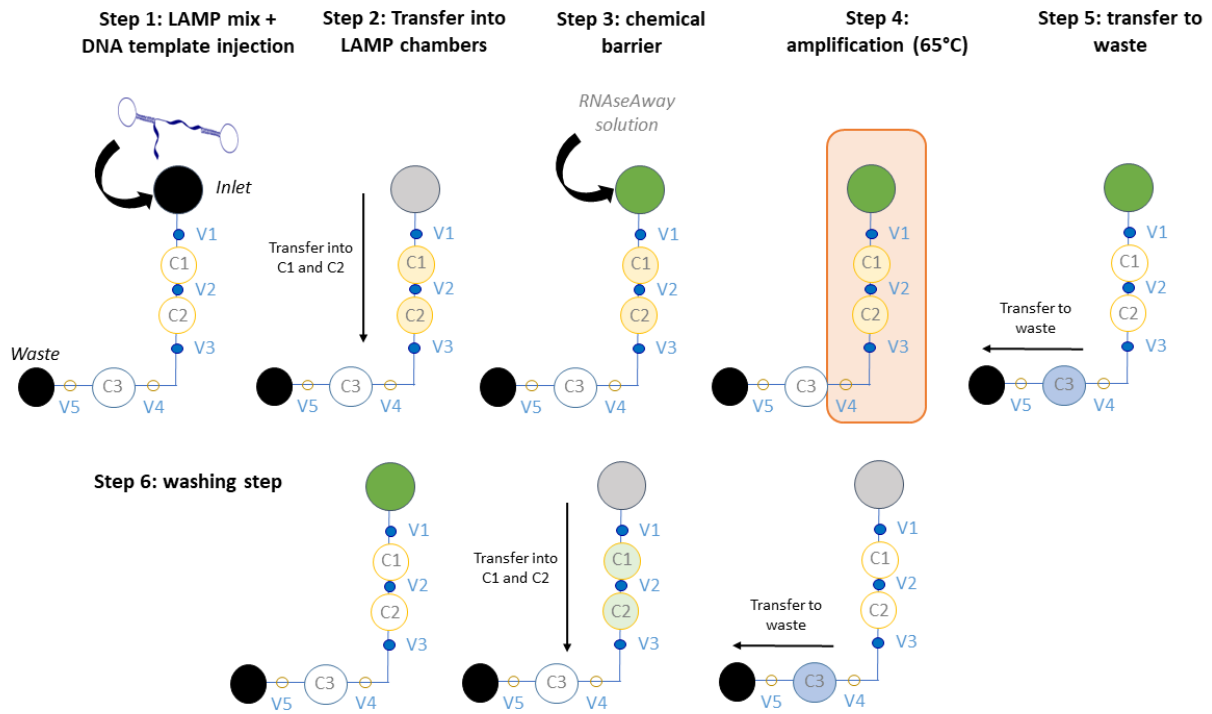 Step 1: LAMP mix +
DNA template injection
Step 2: Transfer into
LAMP chambers
Step 3: chemical
barrier
Step 4:
amplification (65°C)
Step 5: transfer to
waste
Inlet
V1
C1
V2
C2
V3
Waste
C3
V5
V4
Transfer into
C1 and C2
V1
C1
V2
C2
V3
C3
V5
V4
RNAseAway
solution
V1
C1
V2
C2
V3
C3
V5
V4
V1
C1
V2
C2
V3
C3
V5
V4
V1
C1
V2
C2
V3
Transfer to
waste
C3
V5
V4
Step 6: washing step
V1
C1
V2
C2
V3
C3
V5
V4
Transfer into
C1 and C2
V1
C1
V2
C2
V3
C3
V5
V4
V1
C1
V2
C2
V3
Transfer to
waste
C3
V5
V4